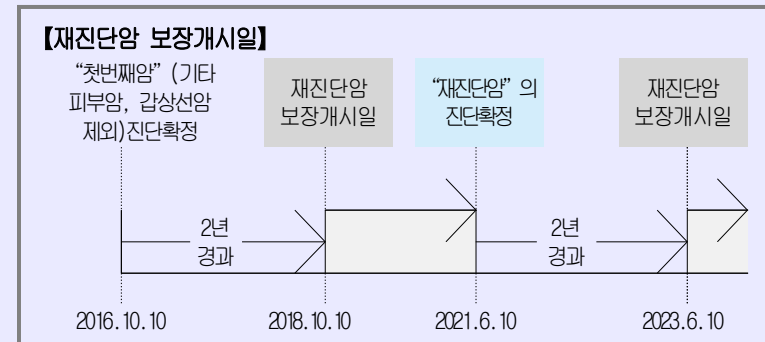 【재진단암 보장개시일】
“첫번째암” (기타
피부암, 갑상선암
제외)진단확정
재진단암
보장개시일
“재진단암” 의
진단확정
재진단암
보장개시일
2년
경과
2년
경과
2016.10.10
2018.10.10
2021.6.10
2023.6.10